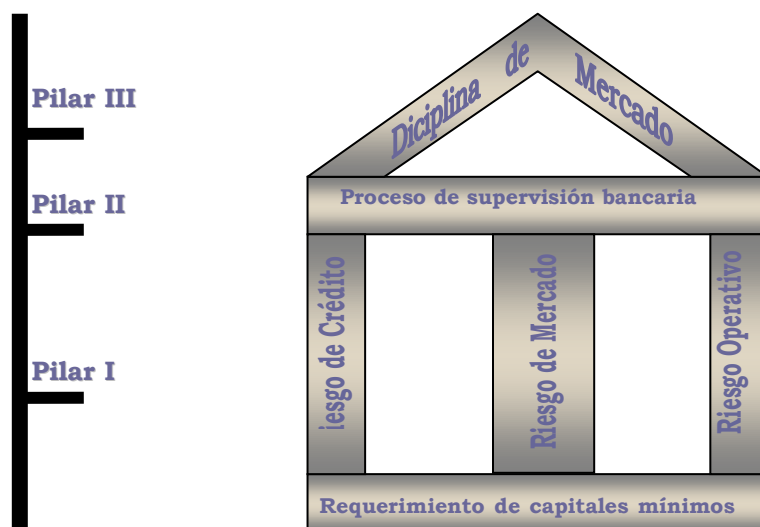 Pilar III
Pilar II
Pilar I
Diciplina de Mercado
Proceso de supervisión bancaria
iesgo de Crédito
Riesgo de Mercado
Riesgo Operativo
Requerimiento de capitales mínimos